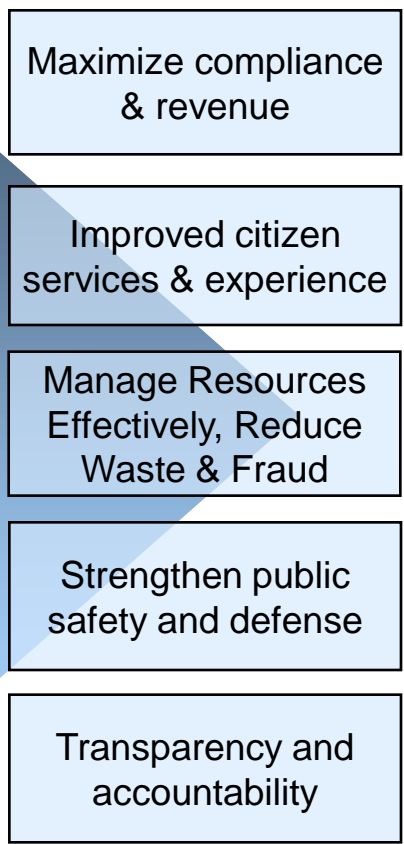 Maximize compliance
& revenue
Improved citizen
services & experience
Manage Resources
Effectively, Reduce
Waste & Fraud
Strengthen public
safety and defense
Transparency and
accountability